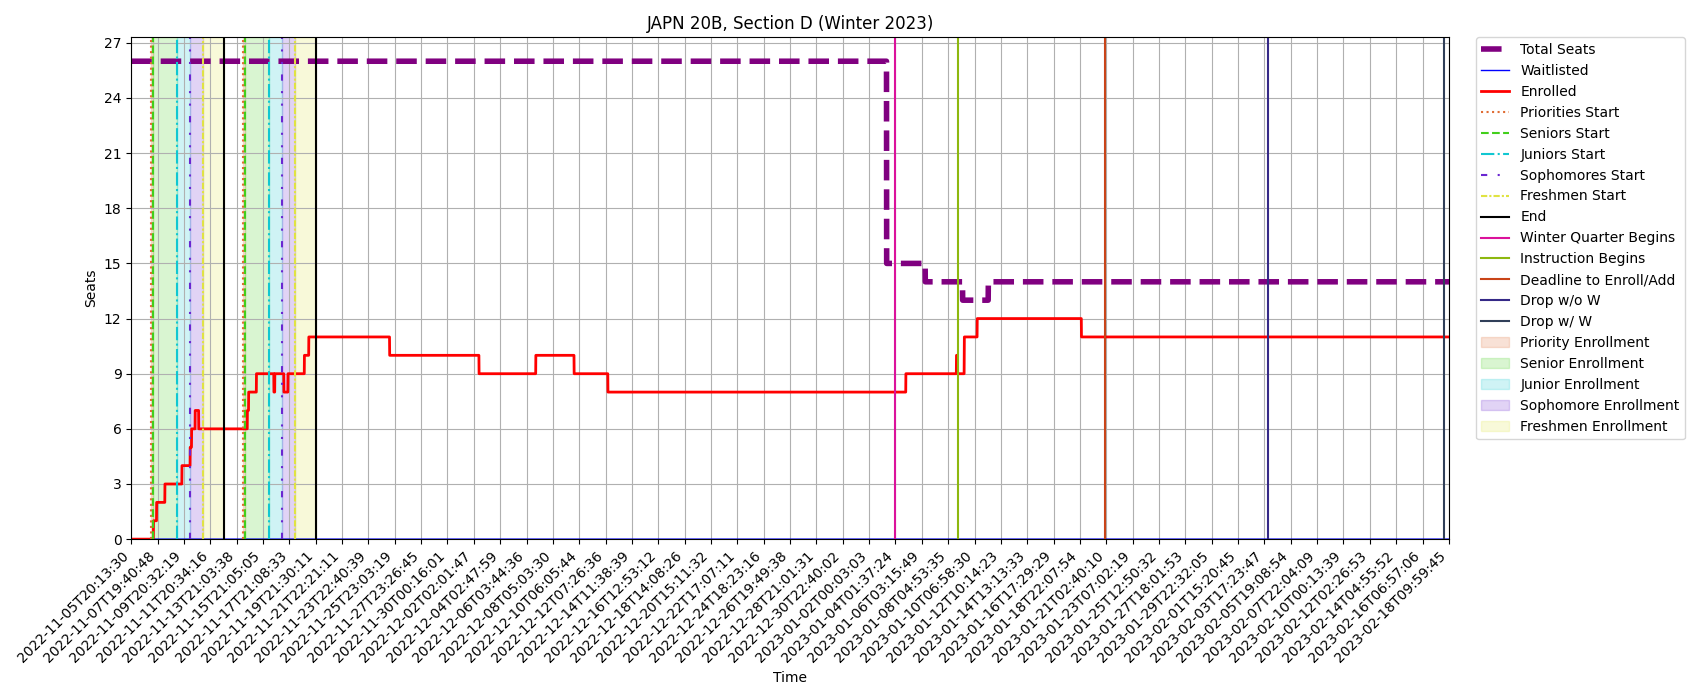 JAPN 20B, Section D (Winter 2023)
27
24
21
18
15
12
9
6
3
0
Seats
2022-11-05T20:13:30
2022-11-07T19:40:48
2022-11-09T20:32:19
2022-11-11T20:34:16
2022-11-13T21:03:38
2022-11-15T21:05:05
2022-11-17T21:08:33
2022-11-19T21:30:11
2022-11-21T22:21:11
2022-11-23T22:40:39
2022-11-25T23:03:19
2022-11-27T23:26:45
2022-11-30T00:16:01
2022-12-02T02:01:47
2022-12-04T02:47:59
2022-12-06T03:44:36
2022-12-08T05:03:30
2022-12-10T06:05:44
2022-12-12T07:26:36
2022-12-14T11:38:39
2022-12-16T12:53:12
2022-12-18T14:08:26
2022-12-20T15:11:32
2022-12-22T17:07:11
2022-12-24T18:23:16
2022-12-26T19:49:38
2022-12-28T21:01:31
2022-12-30T22:40:02
2023-01-02T00:03:03
2023-01-04T01:37:24
2023-01-06T03:15:49
2023-01-08T04:53:35
2023-01-10T06:58:30
2023-01-12T10:14:23
2023-01-14T13:13:33
2023-01-16T17:29:29
2023-01-18T22:07:54
2023-01-21T02:40:10
2023-01-23T07:02:19
2023-01-25T12:50:32
2023-01-27T18:01:53
2023-01-29T22:32:05
2023-02-01T15:20:45
2023-02-03T17:23:47
2023-02-05T19:08:54
2023-02-07T22:04:09
2023-02-10T00:13:39
2023-02-12T02:26:53
2023-02-14T04:55:52
2023-02-16T06:57:06
2023-02-18T09:59:45
Time
Total Seats
Waitlisted
Enrolled
Priorities Start
Seniors Start
Juniors Start
Sophomores Start
Freshmen Start
End
Winter Quarter Begins
Instruction Begins
Deadline to Enroll/Add
Drop w/o W
Drop w/ W
Priority Enrollment
Senior Enrollment
Junior Enrollment
Sophomore Enrollment
Freshmen Enrollment